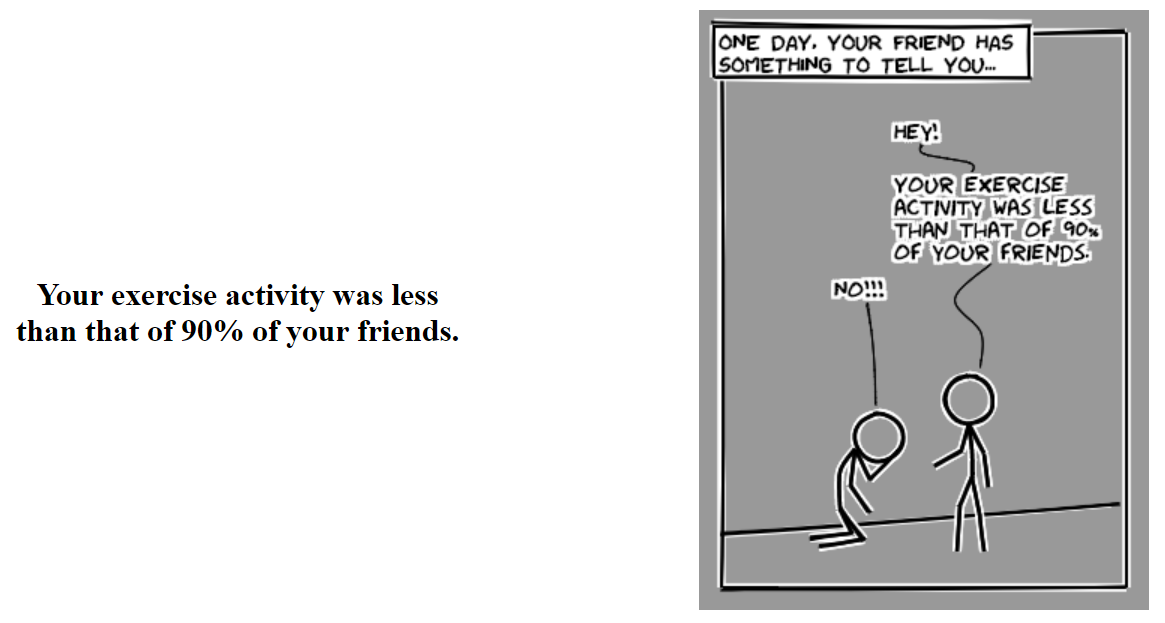 Your exercise activity was less
than that of 90% of your friends.
ONE DAY, YOUR FRIEND HAS
SOMETHING TO TELL YOU...
HEY!
YOUR EXERCISE
ACTIVITY WAS LESS
THAN THAT OF 90%
OF YOUR FRIENDS.
NO!!!